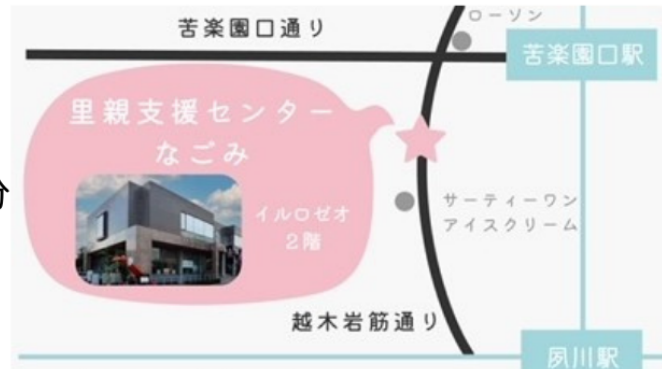 ローソン
苦楽園口通り
苦楽園口駅
里親支援センター
なごみ
分
イルロゼオ
2階
サーティーワン
アイスクリーム
越木岩筋通り
夙川駅